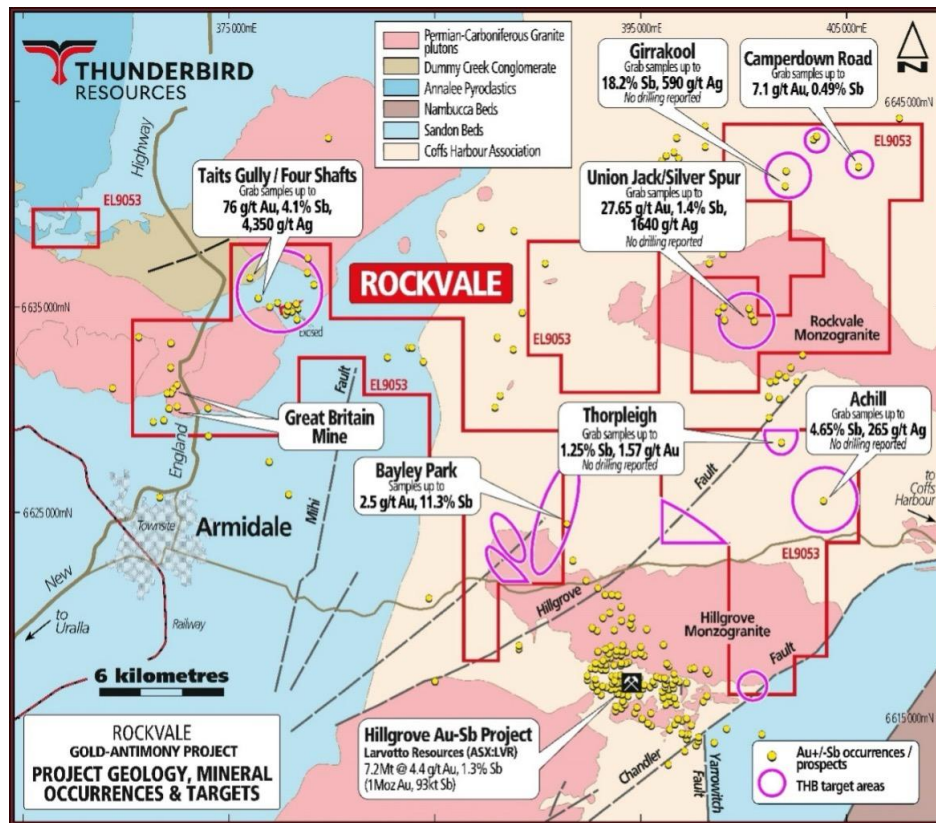 375 000mE
395 000mE
405 000mE
THUNDERBIRD
RESOURCES
Permian-Carboniferous Granite
plutons
Dummy Creek Conglomerate
Annalee Pyroclastics
Nambucca Beds
Sandon Beds
Coffs Harbour Association
Girrakool
Grab samples up to
18.2% Sb, 590 g/t Ag
No drilling reported
Camperdown Road
Grab samples up to
7.1 g/t Au, 0.49% Sb
N
6 645 000mN
Highway
EL9053
EL9053
Taits Gully / Four Shafts
Grab samples up to
76 g/t Au, 4.1% Sb,
4,350 g/t Ag
Union Jack/Silver Spur
Grab samples up to
27.65 g/t Au, 1.4% Sb,
1640 g/t Ag
No drilling reported
ROCKVALE
6 635 000mN
Excised
EL9053
Rockvale
Monzogranite
EL9053
EL9053
Fault
Great Britain
Mine
England
Thorpleigh
Grab samples up to
1.25% Sb, 1.57 g/t Au
No drilling reported
Achill
Grab samples up to
4.65% Sb, 265 g/t Ag
No drilling reported
Bayley Park
Samples up to
2.5 g/t Au, 11.3% Sb
Fault
to
Coffs
Harbour
6 625 000mN
Townsite
Armidale
Mihi
EL9053
New
to
Uralla
Railway
Hillgrove
Hillgrove
Monzogranite
Fault
6 kilometres
6 615 000mN
ROCKVALE
GOLD-ANTIMONY PROJECT
PROJECT GEOLOGY, MINERAL
OCCURRENCES & TARGETS
Hillgrove Au-Sb Project
Larvotto Resources (ASX:LVR)
7.2Mt @ 4.4 g/t Au, 1.3% Sb
(1Moz Au, 93kt Sb)
Chandler
Yarrowitch
Fault
Au+/-Sb occurrences /
prospects
THB target areas